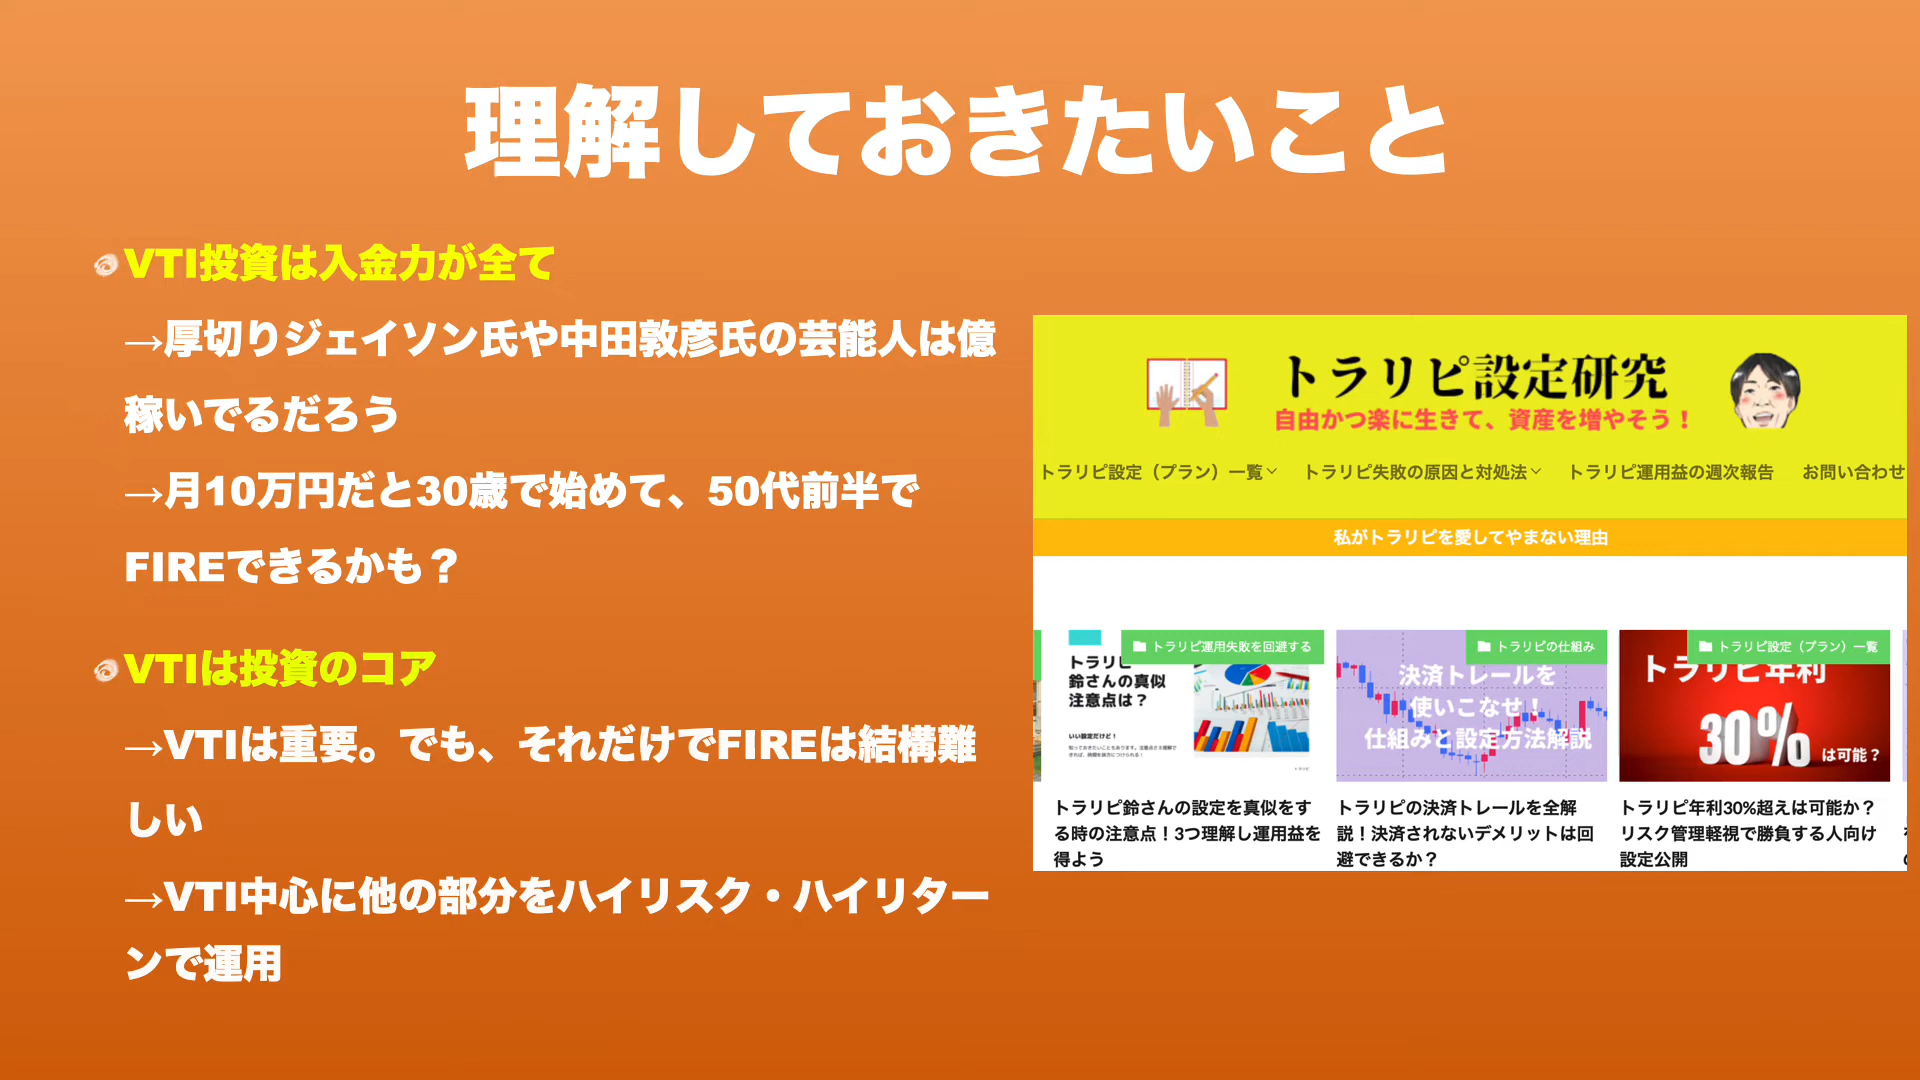 理解しておきたいこと
VTI投資は入金力が全て
→厚切りジェイソン氏や中田敦彦氏の芸能人は億
稼いでるだろう
→月10万円だと30歳で始めて、50代前半で
FIREできるかも？
VTIは投資のコア
→VTIは重要。でも、それだけでFIREは結構難
しい
→VTI中心に他の部分をハイリスク・ハイリター
ンで運用
トラリピ設定研究
自由かつ楽に生きて、資産を増やそう！
トラリピ設定（プラン）一覧
トラリピ失敗の原因と対処法
トラリピ運用益の週次報告
お問い合わせ
私がトラリピを愛してやまない理由
トラリピ運用失敗を回避する
トラリピ
鈴さんの真似
注意点は？
いい設定だけど！
トラリピ鈴さんの設定を真似をす
る時の注意点！3つ理解し運用益を
得よう
トラリピの仕組み
決済トレールを
使いこなせ！
仕組みと設定方法解説
トラリピの決済トレールを全解
説！決済されないデメリットは回
避できるか？
トラリピ設定（プラン）一覧
トラリピ年利
30%
は可能？
トラリピ年利30%超えは可能か？
リスク管理軽視で勝負する人向け
設定公開